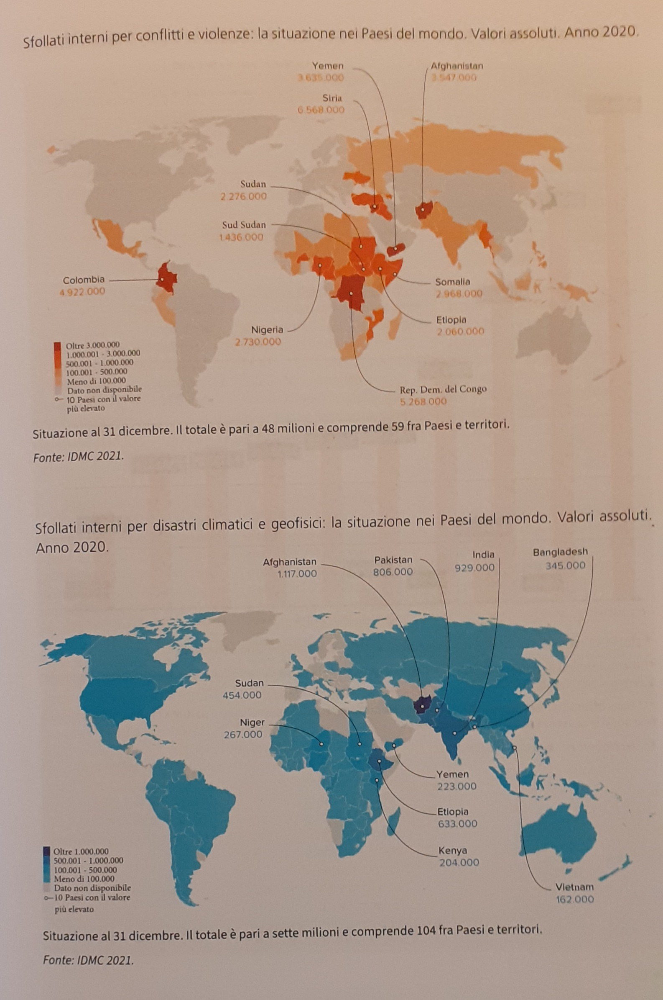 Sfollati interni per conflitti e violenze: la situazione nei Paesi del mondo. Valori assoluti. Anno 2020.
Yemen
3.635.000
Afghanistan
3.547.000
Siria
6.568.000
Sudan
2.276.000
Sud Sudan
1.436.000
Colombia
4.922.000
Somalia
2.968.000
Etiopia
2.060.000
Nigeria
2.730.000
Rep. Dem. del Congo
5.268.000
Oltre 3.000.000
1.000.001 - 3.000.000
500.001 - 1.000.000
100.001 - 500.000
Meno di 100.000
Dato non disponibile
10 Paesi con il valore
più elevato
Situazione al 31 dicembre. Il totale è pari a 48 milioni e comprende 59 fra Paesi e territori.
Fonte: IDMC 2021.
Sfollati interni per disastri climatici e geofisici: la situazione nei Paesi del mondo. Valori assoluti.
Anno 2020.
Afghanistan
1.117.000
Pakistan
806.000
India
929.000
Bangladesh
345.000
Sudan
454.000
Niger
267.000
Yemen
223.000
Etiopia
633.000
Kenya
204.000
Vietnam
162.000
Oltre 1.000.000
500.001 - 1.000.000
100.001 - 500.000
Meno di 100.000
Dato non disponibile
10 Paesi con il valore
più elevato
Situazione al 31 dicembre. Il totale è pari a sette milioni e comprende 104 fra Paesi e territori.
Fonte: IDMC 2021.